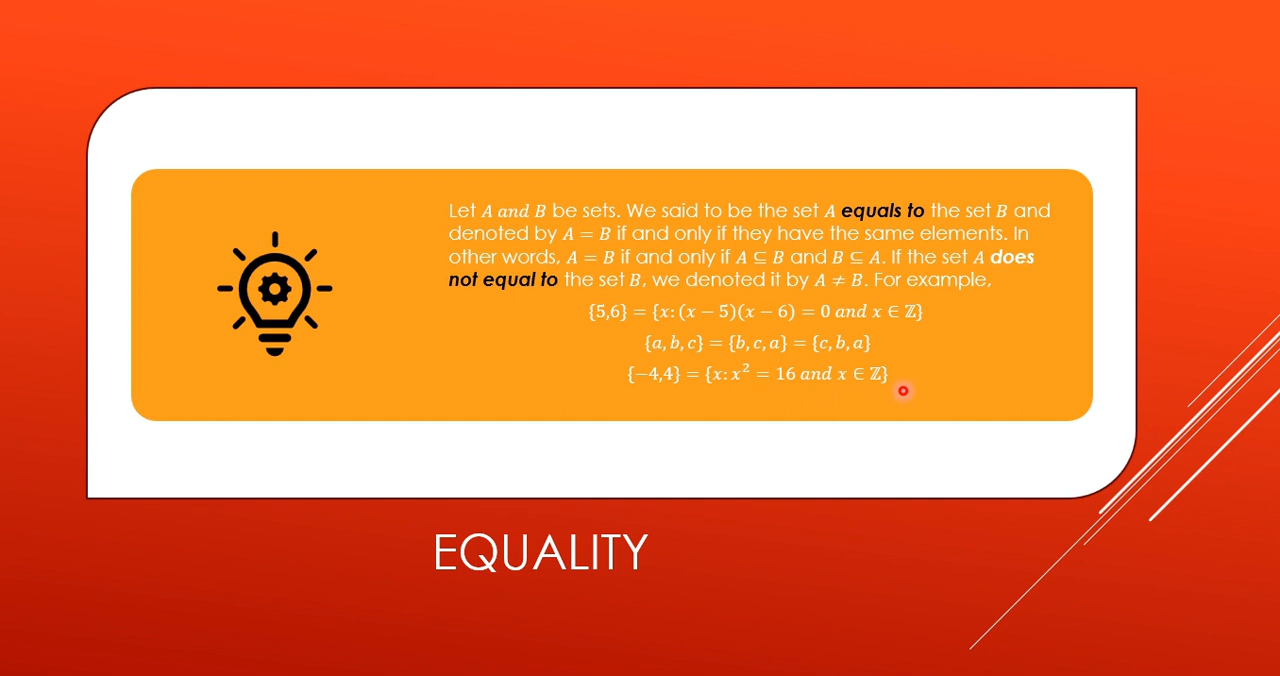 Let A and B be sets. We said to be the set A equals to the set B and
denoted by A = B if and only if they have the same elements. In
other words, A = B if and only if A ⊆ B and B ⊆ A. If the set A does
not equal to the set B, we denoted it by A ≠ B. For example,
{5,6} = {x: (x − 5)(x − 6) = 0 and x ∈ ℤ}
{a, b, c} = {b, c, a} = {c, b, a}
{−4,4} = {x: x² = 16 and x ∈ ℤ}
EQUALITY